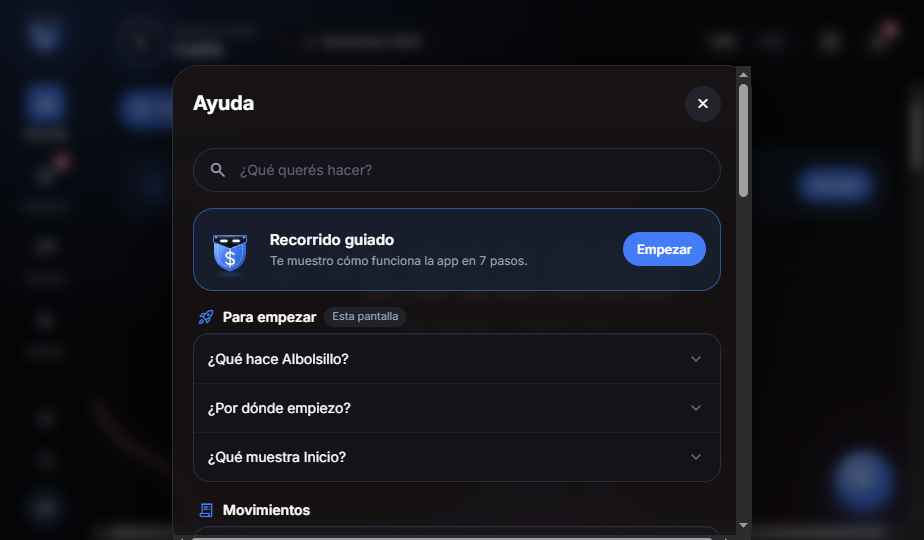 Ayuda
¿Qué querés hacer?
Recorrido guiado
Te muestro cómo funciona la app en 7 pasos.
Empezar
Para empezar
Esta pantalla
¿Qué hace Albolsillo?
¿Por dónde empiezo?
¿Qué muestra Inicio?
Movimientos